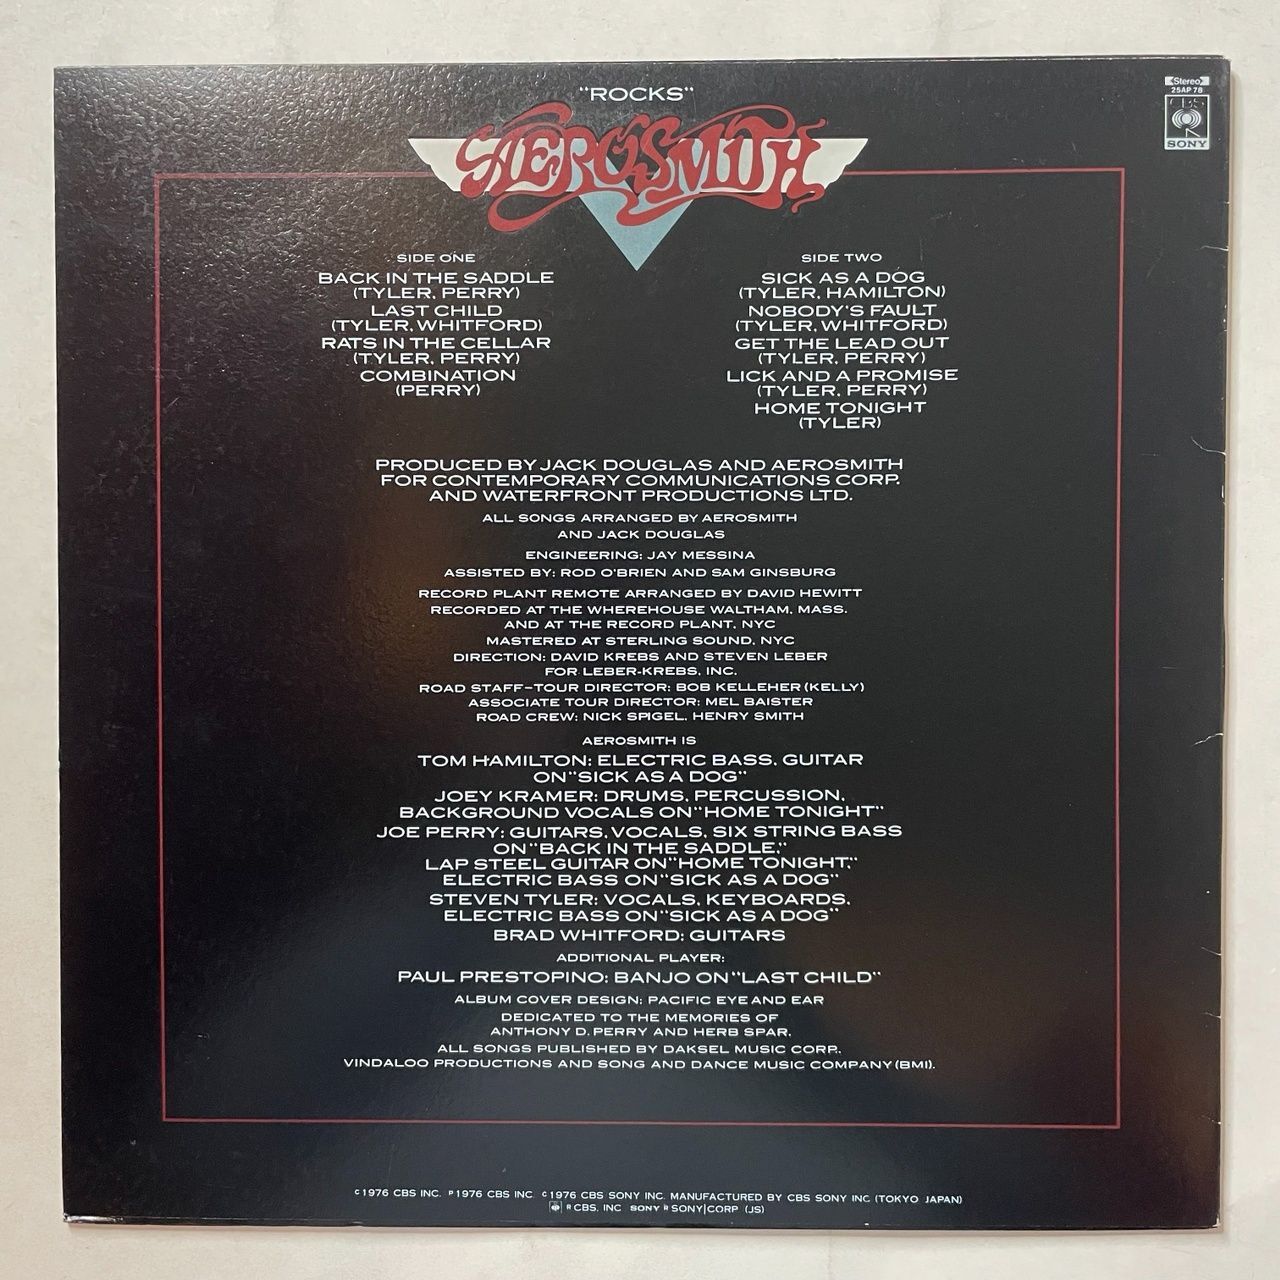 "ROCKS"
Stereo
25AP 78
CBS
SONY
AEROSMITH
SIDE ONE
BACK IN THE SADDLE
(TYLER, PERRY)
LAST CHILD
(TYLER, WHITFORD)
RATS IN THE CELLAR
(TYLER, PERRY)
COMBINATION
(PERRY)
SIDE TWO
SICK AS A DOG
(TYLER, HAMILTON)
NOBODY'S FAULT
(TYLER, WHITFORD)
GET THE LEAD OUT
(TYLER, PERRY)
LICK AND A PROMISE
(TYLER, PERRY)
HOME TONIGHT
(TYLER)
PRODUCED BY JACK DOUGLAS AND AEROSMITH
FOR CONTEMPORARY COMMUNICATIONS CORP.
AND WATERFRONT PRODUCTIONS LTD.
ALL SONGS ARRANGED BY AEROSMITH
AND JACK DOUGLAS
ENGINEERING: JAY MESSINA
ASSISTED BY: ROD O'BRIEN AND SAM GINSBURG
RECORD PLANT REMOTE ARRANGED BY DAVID HEWITT
RECORDED AT THE WHEREHOUSE WALTHAM, MASS.
AND AT THE RECORD PLANT, NYC
MASTERED AT STERLING SOUND, NYC
DIRECTION: DAVID KREBS AND STEVEN LEBER
FOR LEBER-KREBS, INC.
ROAD STAFF-TOUR DIRECTOR: BOB KELLEHER (KELLY)
ASSOCIATE TOUR DIRECTOR: MEL BAISTER
ROAD CREW: NICK SPIGEL, HENRY SMITH
AEROSMITH IS
TOM HAMILTON: ELECTRIC BASS, GUITAR
ON "SICK AS A DOG"
JOEY KRAMER: DRUMS, PERCUSSION,
BACKGROUND VOCALS ON "HOME TONIGHT"
JOE PERRY: GUITARS, VOCALS, SIX STRING BASS
ON "BACK IN THE SADDLE,"
LAP STEEL GUITAR ON "HOME TONIGHT,"
ELECTRIC BASS ON "SICK AS A DOG"
STEVEN TYLER: VOCALS, KEYBOARDS,
ELECTRIC BASS ON "SICK AS A DOG"
BRAD WHITFORD: GUITARS
ADDITIONAL PLAYER:
PAUL PRESTOPINO: BANJO ON "LAST CHILD"
ALBUM COVER DESIGN: PACIFIC EYE AND EAR
DEDICATED TO THE MEMORIES OF
ANTHONY D. PERRY AND HERB SPAR.
ALL SONGS PUBLISHED BY DAKSEL MUSIC CORP.,
VINDALOO PRODUCTIONS AND SONG AND DANCE MUSIC COMPANY (BMI).
© 1976 CBS INC. ℗ 1976 CBS INC. © 1976 CBS SONY INC. MANUFACTURED BY CBS SONY INC (TOKYO JAPAN)
® CBS, INC SONY ® SONY CORP (JS)